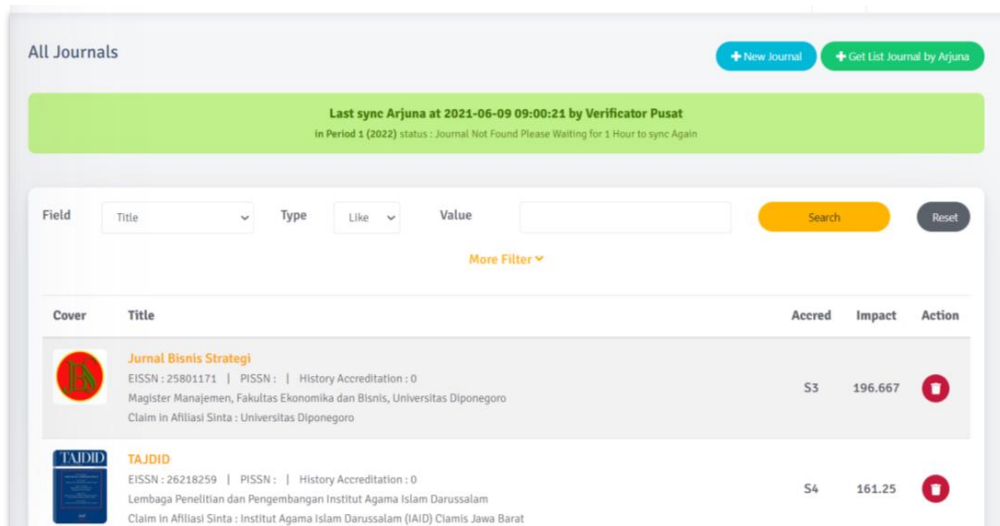 All Journals
New Journal
Get List Journal by Arjuna
Last sync Arjuna at 2021-06-09 09:00:21 by Verificator Pusat
in Period 1 (2022) status : Journal Not Found Please Waiting for 1 Hour to sync Again
Field Title Type Like Value Search Reset
More Filter
Cover Title Accred Impact Action
Jurnal Bisnis Strategi
EISSN : 25801171 | PISSN : | History Accreditation : 0
Magister Manajemen, Fakultas Ekonomika dan Bisnis, Universitas Diponegoro
Claim in Afiliasi Sinta : Universitas Diponegoro
S3 196.667
TAJDID
TAJDID
EISSN : 26218259 | PISSN : | History Accreditation : 0
Lembaga Penelitian dan Pengembangan Institut Agama Islam Darussalam
Claim in Afiliasi Sinta : Institut Agama Islam Darussalam (IAID) Ciamis Jawa Barat
S4 161.25